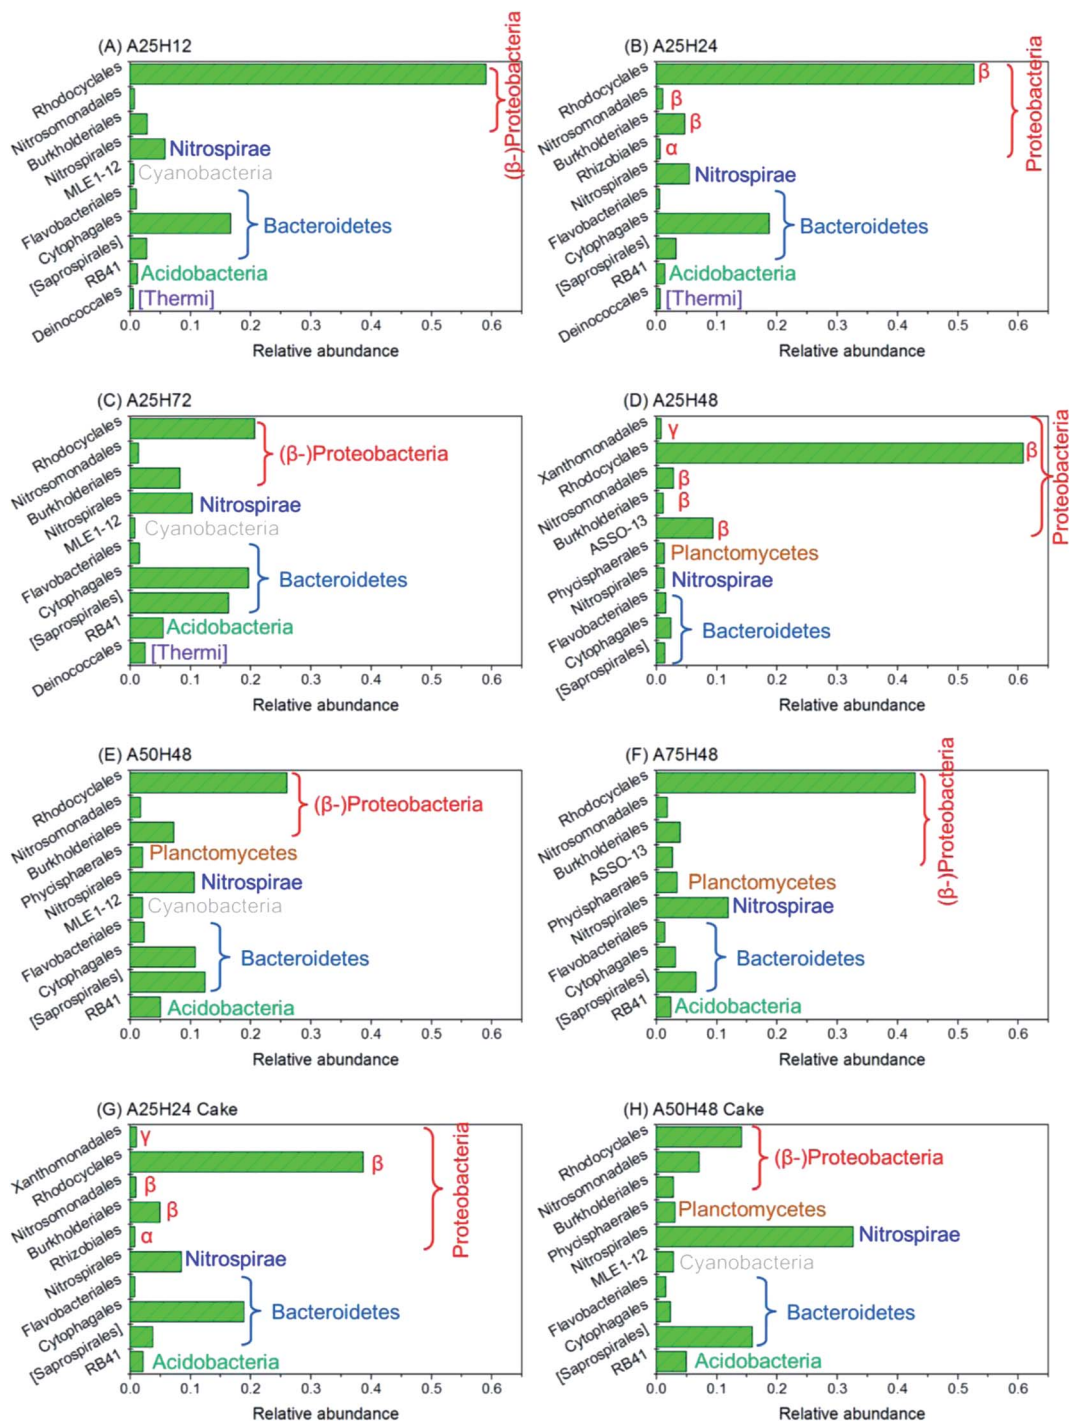 (A) A25H12
Rhodocyclales
Nitrosomonadales
Burkholderiales
Nitrospirales
MLE1-12
Flavobacteriales
Cytophagales
[Saprospirales]
RB41
Deinococcales
(β-)Proteobacteria
Nitrospirae
Cyanobacteria
Bacteroidetes
Acidobacteria
[Thermi]
0.0 0.1 0.2 0.3 0.4 0.5 0.6
Relative abundance
(B) A25H24
Rhodocyclales
Nitrosomonadales
Burkholderiales
Rhizobiales
Nitrospirales
Flavobacteriales
Cytophagales
[Saprospirales]
RB41
Deinococcales
β
β
β
α
Proteobacteria
Nitrospirae
Bacteroidetes
Acidobacteria
[Thermi]
0.0 0.1 0.2 0.3 0.4 0.5 0.6
Relative abundance
(C) A25H72
Rhodocyclales
Nitrosomonadales
Burkholderiales
Nitrospirales
MLE1-12
Flavobacteriales
Cytophagales
[Saprospirales]
RB41
Deinococcales
(β-)Proteobacteria
Nitrospirae
Cyanobacteria
Bacteroidetes
Acidobacteria
[Thermi]
0.0 0.1 0.2 0.3 0.4 0.5 0.6
Relative abundance
(D) A25H48
Xanthomonadales
Rhodocyclales
Nitrosomonadales
Burkholderiales
ASSO-13
Phycisphaerales
Nitrospirales
Flavobacteriales
Cytophagales
[Saprospirales]
γ
β
β
β
β
Proteobacteria
Planctomycetes
Nitrospirae
Bacteroidetes
0.0 0.1 0.2 0.3 0.4 0.5 0.6
Relative abundance
(E) A50H48
Rhodocyclales
Nitrosomonadales
Burkholderiales
Phycisphaerales
Nitrospirales
MLE1-12
Flavobacteriales
Cytophagales
[Saprospirales]
RB41
(β-)Proteobacteria
Planctomycetes
Nitrospirae
Cyanobacteria
Bacteroidetes
Acidobacteria
0.0 0.1 0.2 0.3 0.4 0.5 0.6
Relative abundance
(F) A75H48
Rhodocyclales
Nitrosomonadales
Burkholderiales
ASSO-13
Phycisphaerales
Nitrospirales
Flavobacteriales
Cytophagales
[Saprospirales]
RB41
(β-)Proteobacteria
Planctomycetes
Nitrospirae
Bacteroidetes
Acidobacteria
0.0 0.1 0.2 0.3 0.4 0.5 0.6
Relative abundance
(G) A25H24 Cake
Xanthomonadales
Rhodocyclales
Nitrosomonadales
Burkholderiales
Rhizobiales
Nitrospirales
Flavobacteriales
Cytophagales
[Saprospirales]
RB41
γ
β
β
β
α
Proteobacteria
Nitrospirae
Bacteroidetes
Acidobacteria
0.0 0.1 0.2 0.3 0.4 0.5 0.6
Relative abundance
(H) A50H48 Cake
Rhodocyclales
Nitrosomonadales
Burkholderiales
Phycisphaerales
Nitrospirales
MLE1-12
Flavobacteriales
Cytophagales
[Saprospirales]
RB41
(β-)Proteobacteria
Planctomycetes
Nitrospirae
Cyanobacteria
Bacteroidetes
Acidobacteria
0.0 0.1 0.2 0.3 0.4 0.5 0.6
Relative abundance